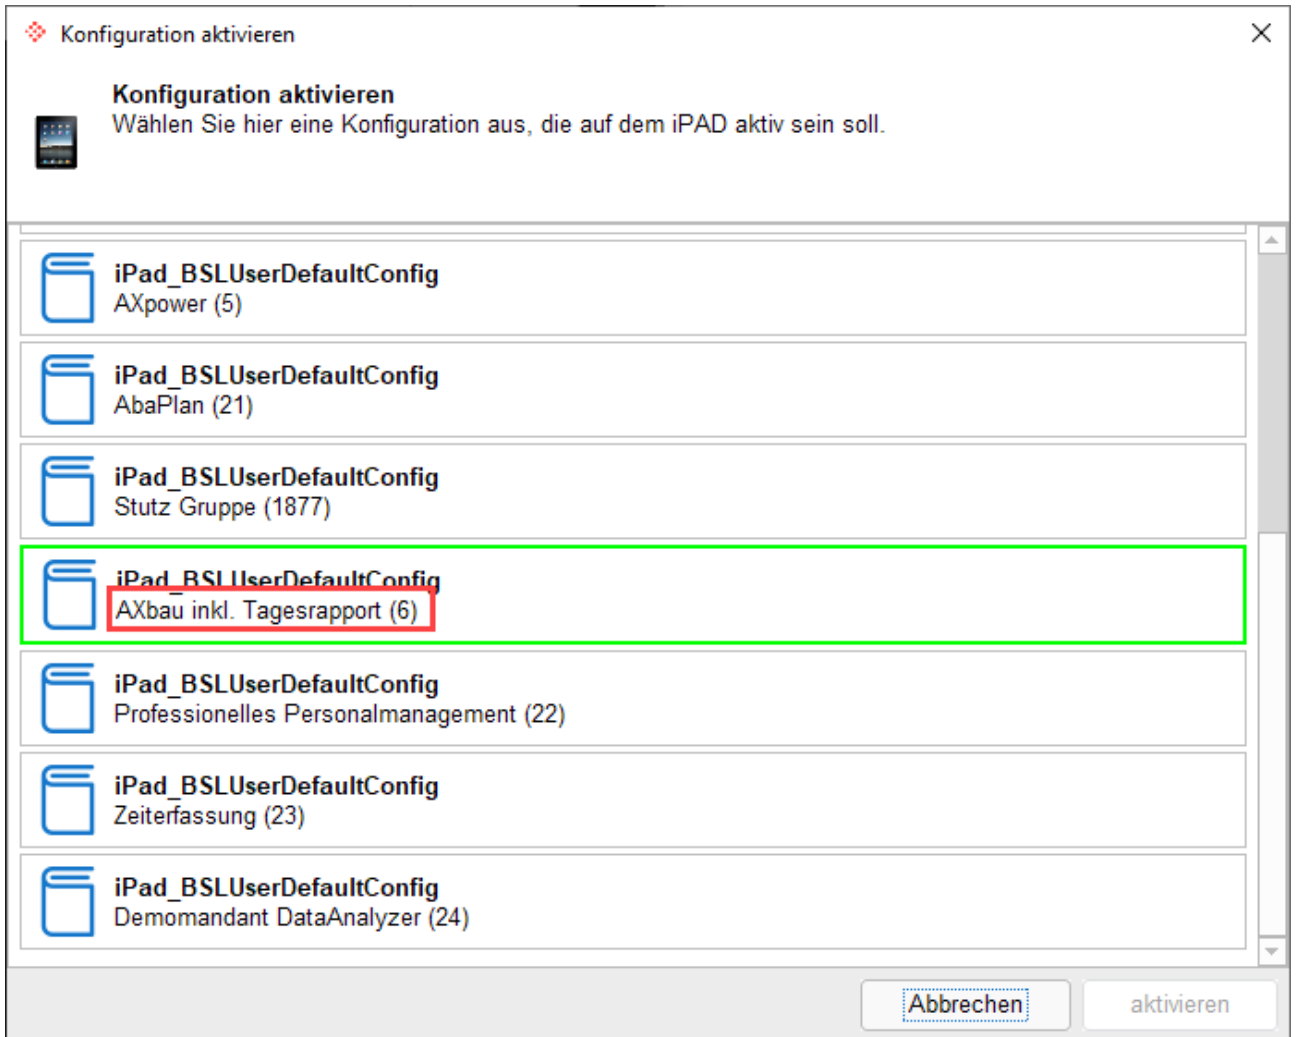 Konfiguration aktivieren
Konfiguration aktivieren
Wählen Sie hier eine Konfiguration aus, die auf dem iPAD aktiv sein soll.
iPad_BSLUserDefaultConfig
AXpower (5)
iPad_BSLUserDefaultConfig
AbaPlan (21)
iPad_BSLUserDefaultConfig
Stutz Gruppe (1877)
iPad_BSLUserDefaultConfig
AXbau inkl. Tagesrapport (6)
iPad_BSLUserDefaultConfig
Professionelles Personalmanagement (22)
iPad_BSLUserDefaultConfig
Zeiterfassung (23)
iPad_BSLUserDefaultConfig
Demomandant DataAnalyzer (24)
Abbrechen aktivieren